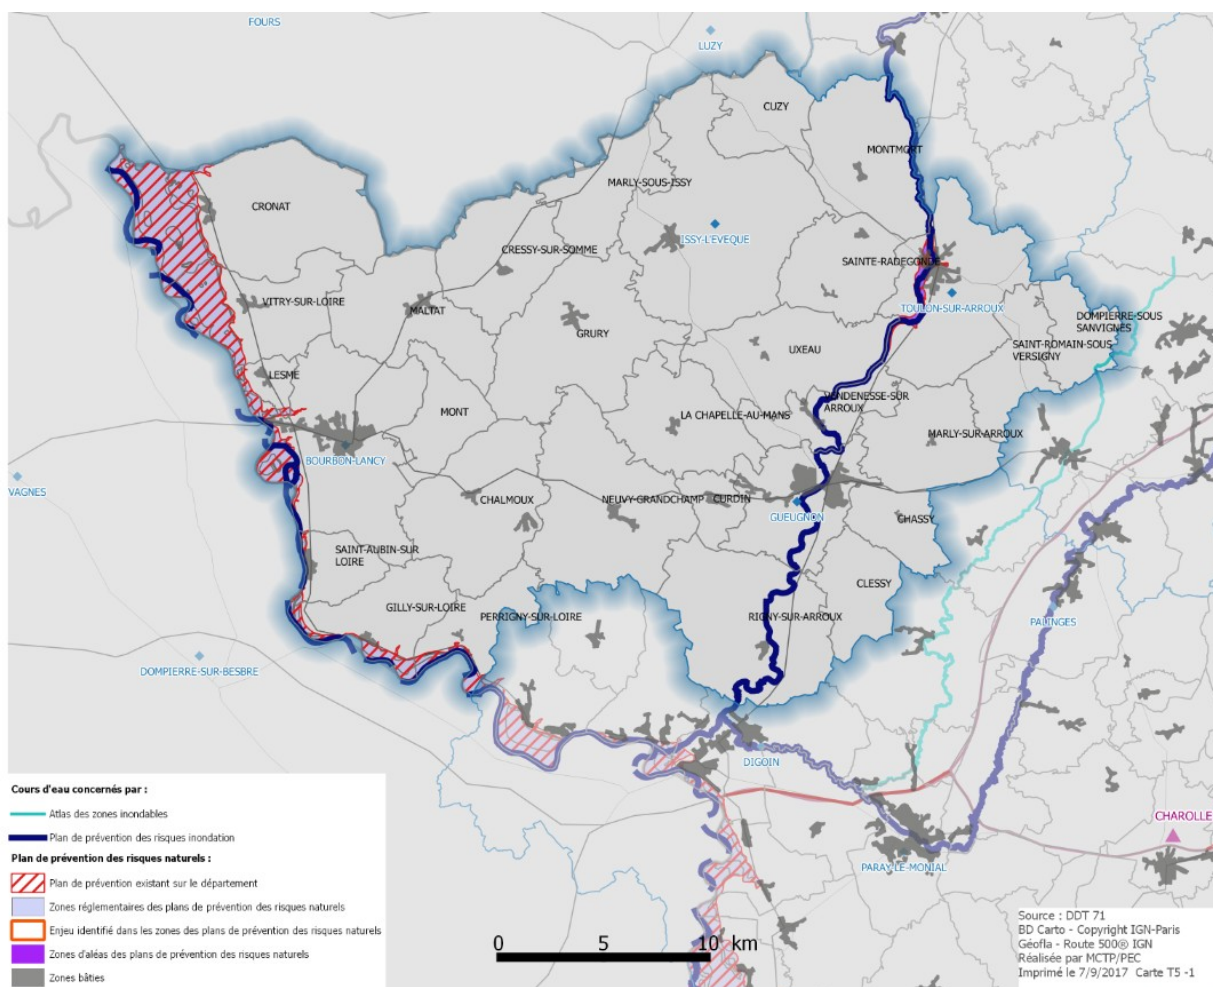 FOURS
LUZY
CUZY
MONTMORT
MARLY-SOUS-ISSY
CRONAT
ISSY-L'EVEQUE
CRESSY-SUR-SOMME
SAINTE-RADEGONDE
VITRY-SUR-LOIRE
MALTAT
TOULON-SUR-ARROUX
DOMPIERRE-SOUS
SANVIGNES
GRURY
SAINT-ROMAIN-SOUS
VERSIGNY
UXEAU
LESME
VENDENESSE-SUR
ARROUX
MONT
LA CHAPELLE-AU-MANS
MARLY-SUR-ARROUX
BOURBON-LANCY
VAGNES
CHALMOUX
NEUVY-GRANDCHAMP
CURDIN
GUEUGNON
CHASSY
SAINT-AUBIN-SUR
LOIRE
CLESSY
GILLY-SUR-LOIRE
PERRIGNY-SUR-LOIRE
RIGNY-SUR-ARROUX
PALINGES
DOMPIERRE-SUR-BESBRE
DIGOIN
CHAROLLE
PARAY-LE-MONIAL
Cours d'eau concernés par :
Atlas des zones inondables
Plan de prévention des risques inondation
Plan de prévention des risques naturels :
Plan de prévention existant sur le département
Zones réglementaires des plans de prévention des risques naturels
Enjeu identifié dans les zones des plans de prévention des risques naturels
Zones d'aléas des plans de prévention des risques naturels
Zones bâties
0 5 10 km
Source : DDT 71
BD Carto - Copyright IGN-Paris
Géofla - Route 500® IGN
Réalisée par MCTP/PEC
Imprimé le 7/9/2017 Carte T5 -1